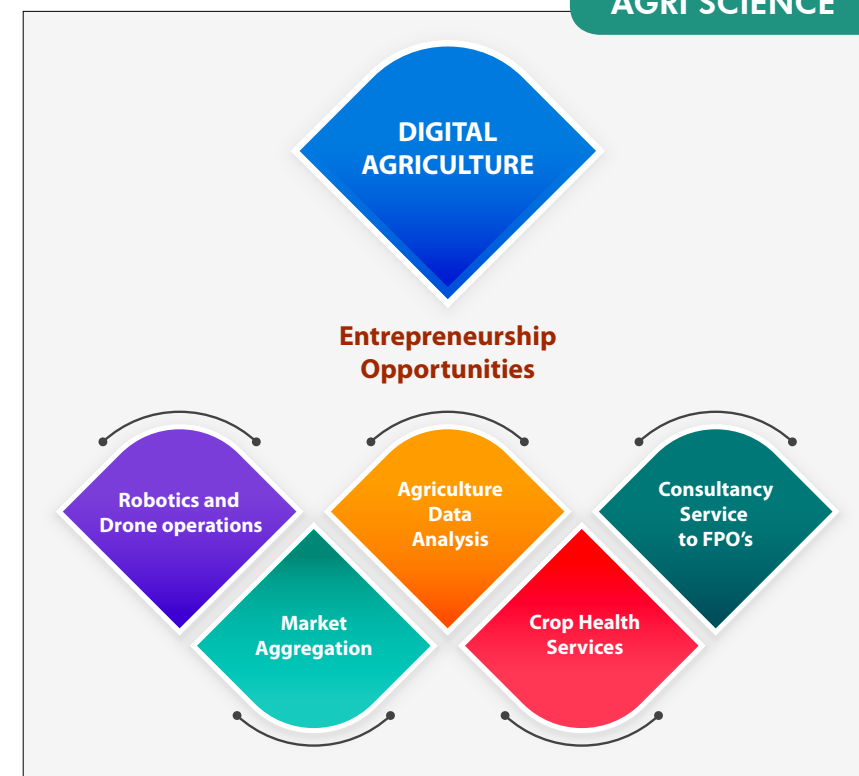 AGRI SCIENCE
DIGITAL
AGRICULTURE
Entrepreneurship
Opportunities
Robotics and
Drone operations
Agriculture
Data
Analysis
Consultancy
Service
to FPO’s
Market
Aggregation
Crop Health
Services